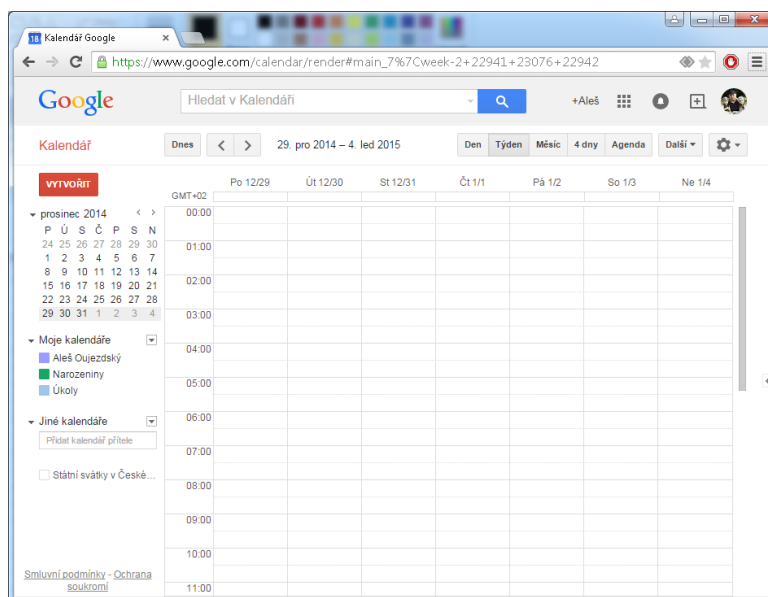 Kalendář Google
https://www.google.com/calendar/render#main_7%7Cweek-2+22941+23076+22942
Google
Hledat v Kalendáři
+Aleš
Kalendář
Dnes
29. pro 2014 – 4. led 2015
Den Týden Měsíc 4 dny Agenda
Další
VYTVOŘIT
prosinec 2014
P Ú S Č P S N
24 25 26 27 28 29 30
1 2 3 4 5 6 7
8 9 10 11 12 13 14
15 16 17 18 19 20 21
22 23 24 25 26 27 28
29 30 31 1 2 3 4
Moje kalendáře
Aleš Oujezdský
Narozeniny
Úkoly
Jiné kalendáře
Přidat kalendář přítele
Státní svátky v České...
Smluvní podmínky - Ochrana
soukromí
Po 12/29 Út 12/30 St 12/31 Čt 1/1 Pá 1/2 So 1/3 Ne 1/4
GMT+02
00:00
01:00
02:00
03:00
04:00
05:00
06:00
07:00
08:00
09:00
10:00
11:00